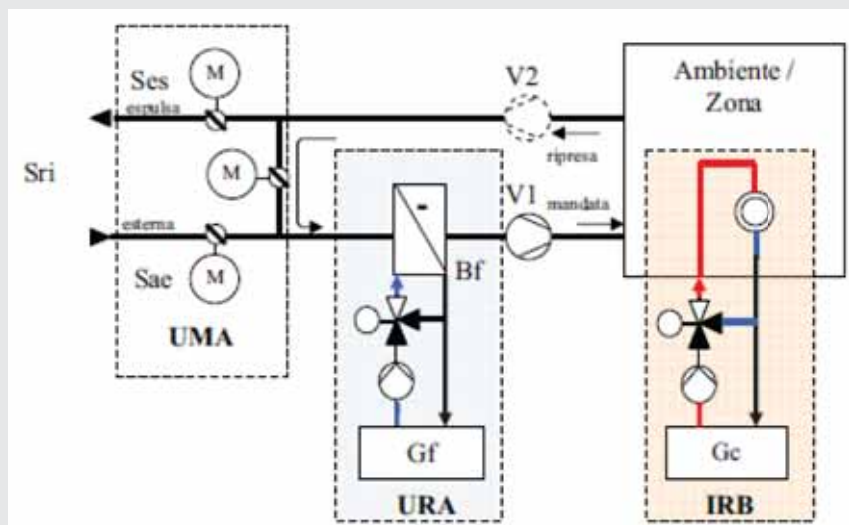 M
Ses
espulsa
V2
Ambiente /
Zona
Sri
M
ripresa
V1
mandata
esterna
-
Sae
M
Bf
UMA
Gf
Gc
URA
IRB